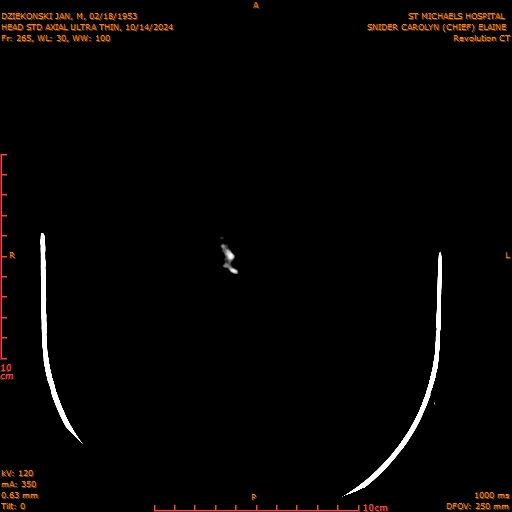 A
DZIEKONSKI JAN, M, 02/18/1953
HEAD STD AXIAL ULTRA THIN, 10/14/2024
Fr: 265, WL: 30, WW: 100
ST MICHAELS HOSPITAL
SNIDER CAROLYN (CHIEF) ELAINE
Revolution CT
R
L
10
cm
kV: 120
mA: 350
0.63 mm
Tilt: 0
P
10cm
1000 ms
DFOV: 250 mm